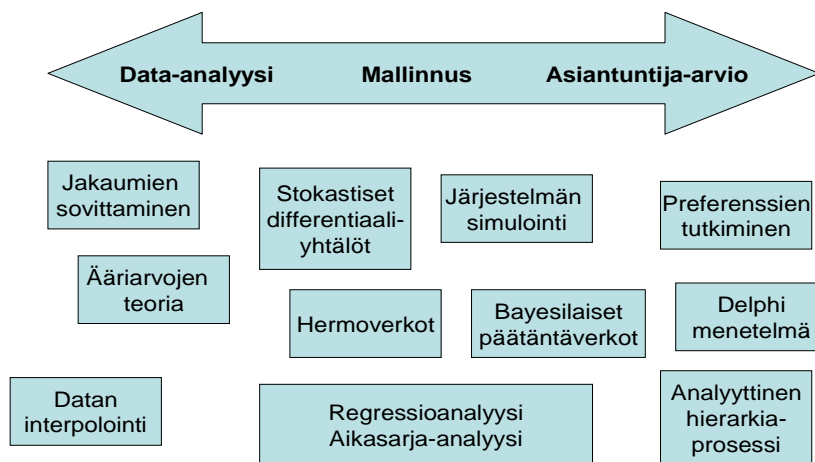 Data-analyysi Mallinnus Asiantuntija-arvio
Jakaumien
sovittaminen
Stokastiset
differentiaali-
yhtälöt
Järjestelmän
simulointi
Preferenssien
tutkiminen
Ääriarvojen
teoria
Hermoverkot
Bayesilaiset
päätäntäverkot
Delphi
menetelmä
Datan
interpolointi
Regressioanalyysi
Aikasarja-analyysi
Analyyttinen
hierarkia-
prosessi